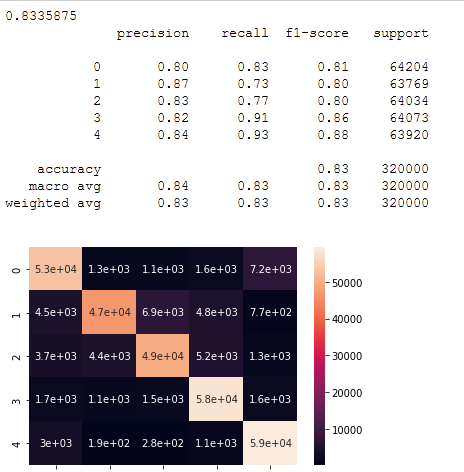 0.8335875
precision recall f1-score support
0 0.80 0.83 0.81 64204
1 0.87 0.73 0.80 63769
2 0.83 0.77 0.80 64034
3 0.82 0.91 0.86 64073
4 0.84 0.93 0.88 63920
accuracy 0.83 320000
macro avg 0.84 0.83 0.83 320000
weighted avg 0.83 0.83 0.83 320000
0 5.3e+04 1.3e+03 1.1e+03 1.6e+03 7.2e+03
1 4.5e+03 4.7e+04 6.9e+03 4.8e+03 7.7e+02
2 3.7e+03 4.4e+03 4.9e+04 5.2e+03 1.3e+03
3 1.7e+03 1.1e+03 1.5e+03 5.8e+04 1.6e+03
4 3e+03 1.9e+02 2.8e+02 1.1e+03 5.9e+04
50000
40000
30000
20000
10000